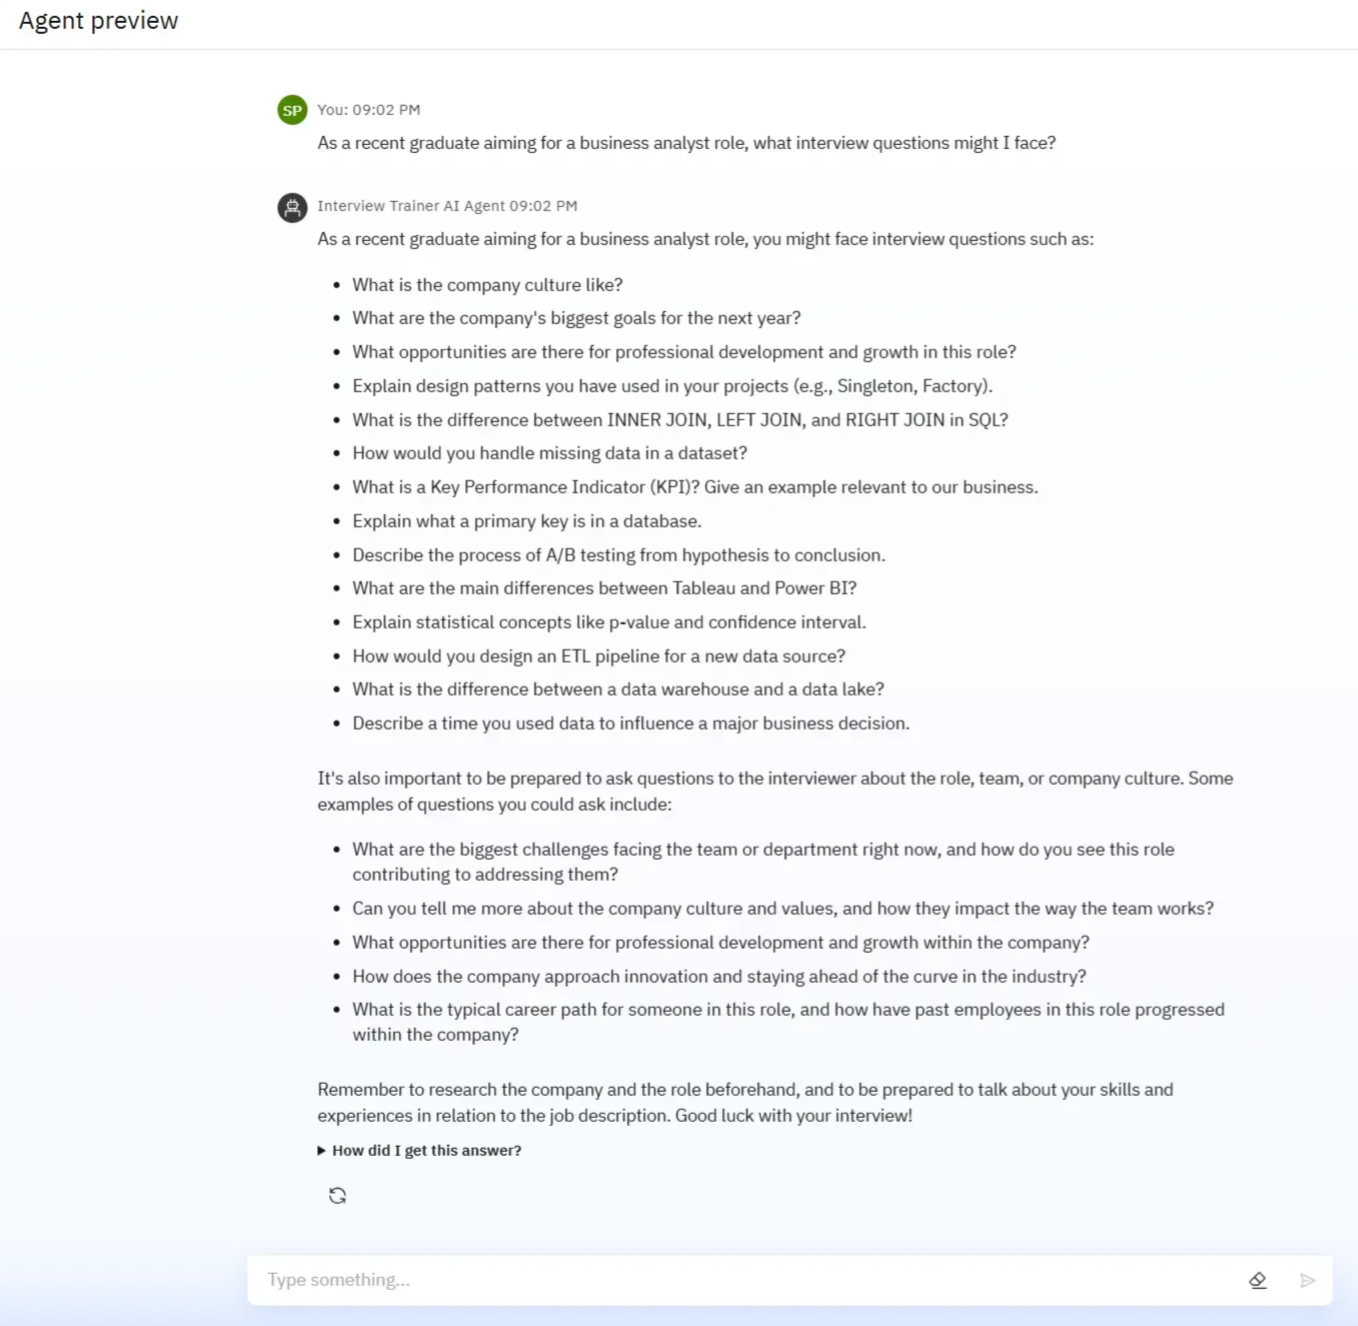 Agent preview
SP You: 09:02 PM
As a recent graduate aiming for a business analyst role, what interview questions might I face?
Interview Trainer AI Agent 09:02 PM
As a recent graduate aiming for a business analyst role, you might face interview questions such as:
• What is the company culture like?
• What are the company's biggest goals for the next year?
• What opportunities are there for professional development and growth in this role?
• Explain design patterns you have used in your projects (e.g., Singleton, Factory).
• What is the difference between INNER JOIN, LEFT JOIN, and RIGHT JOIN in SQL?
• How would you handle missing data in a dataset?
• What is a Key Performance Indicator (KPI)? Give an example relevant to our business.
• Explain what a primary key is in a database.
• Describe the process of A/B testing from hypothesis to conclusion.
• What are the main differences between Tableau and Power BI?
• Explain statistical concepts like p-value and confidence interval.
• How would you design an ETL pipeline for a new data source?
• What is the difference between a data warehouse and a data lake?
• Describe a time you used data to influence a major business decision.
It's also important to be prepared to ask questions to the interviewer about the role, team, or company culture. Some
examples of questions you could ask include:
• What are the biggest challenges facing the team or department right now, and how do you see this role
contributing to addressing them?
• Can you tell me more about the company culture and values, and how they impact the way the team works?
• What opportunities are there for professional development and growth within the company?
• How does the company approach innovation and staying ahead of the curve in the industry?
• What is the typical career path for someone in this role, and how have past employees in this role progressed
within the company?
Remember to research the company and the role beforehand, and to be prepared to talk about your skills and
experiences in relation to the job description. Good luck with your interview!
▶ How did I get this answer?
Type something...